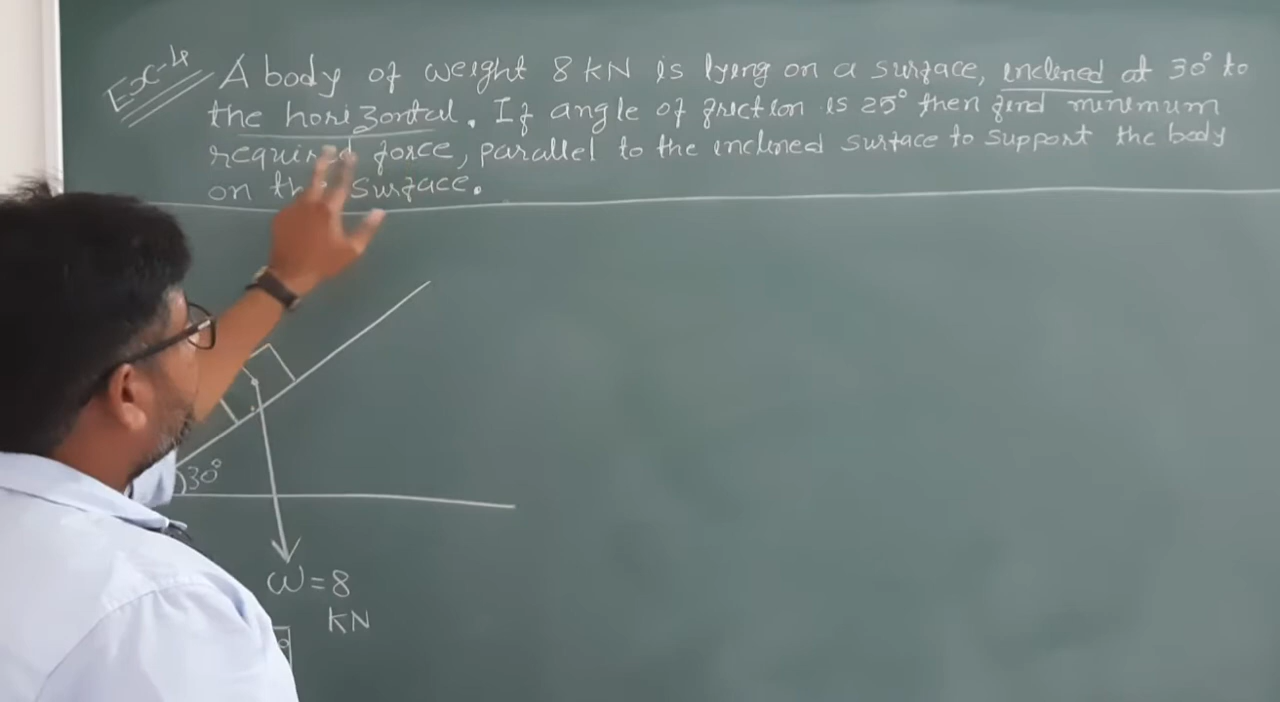 Ex-4 A body of weight 8 KN is lying on a surface, inclined at 30° to
the horizontal. If angle of friction is 25° then find minimum
required force, parallel to the inclined surface to support the body
on surface.
30°
W=8
KN